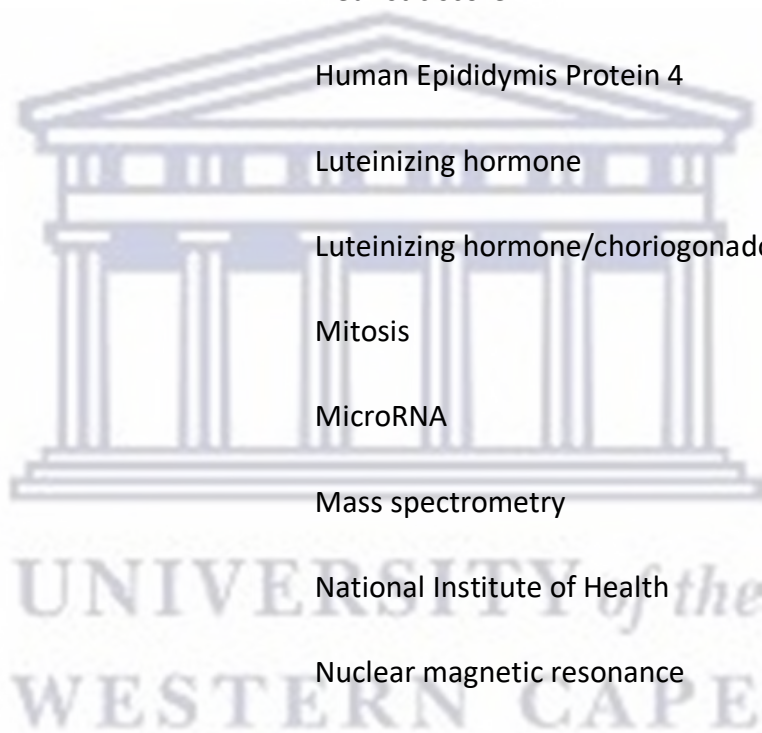 Human Epididymis Protein 4
Luteinizing hormone
Mitosis
MicroRNA
Mass spectrometry
National Institute of Health
Nuclear magnetic resonance
UNIVERSITY of the
WESTERN CAPE